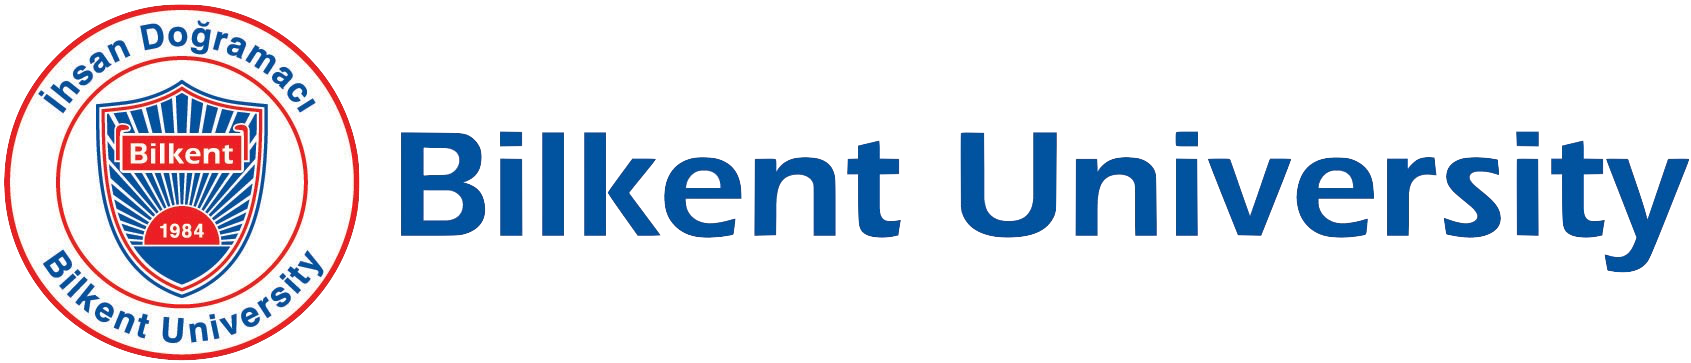 İhsan Doğramacı
Bilkent
1984
Bilkent University
Bilkent University